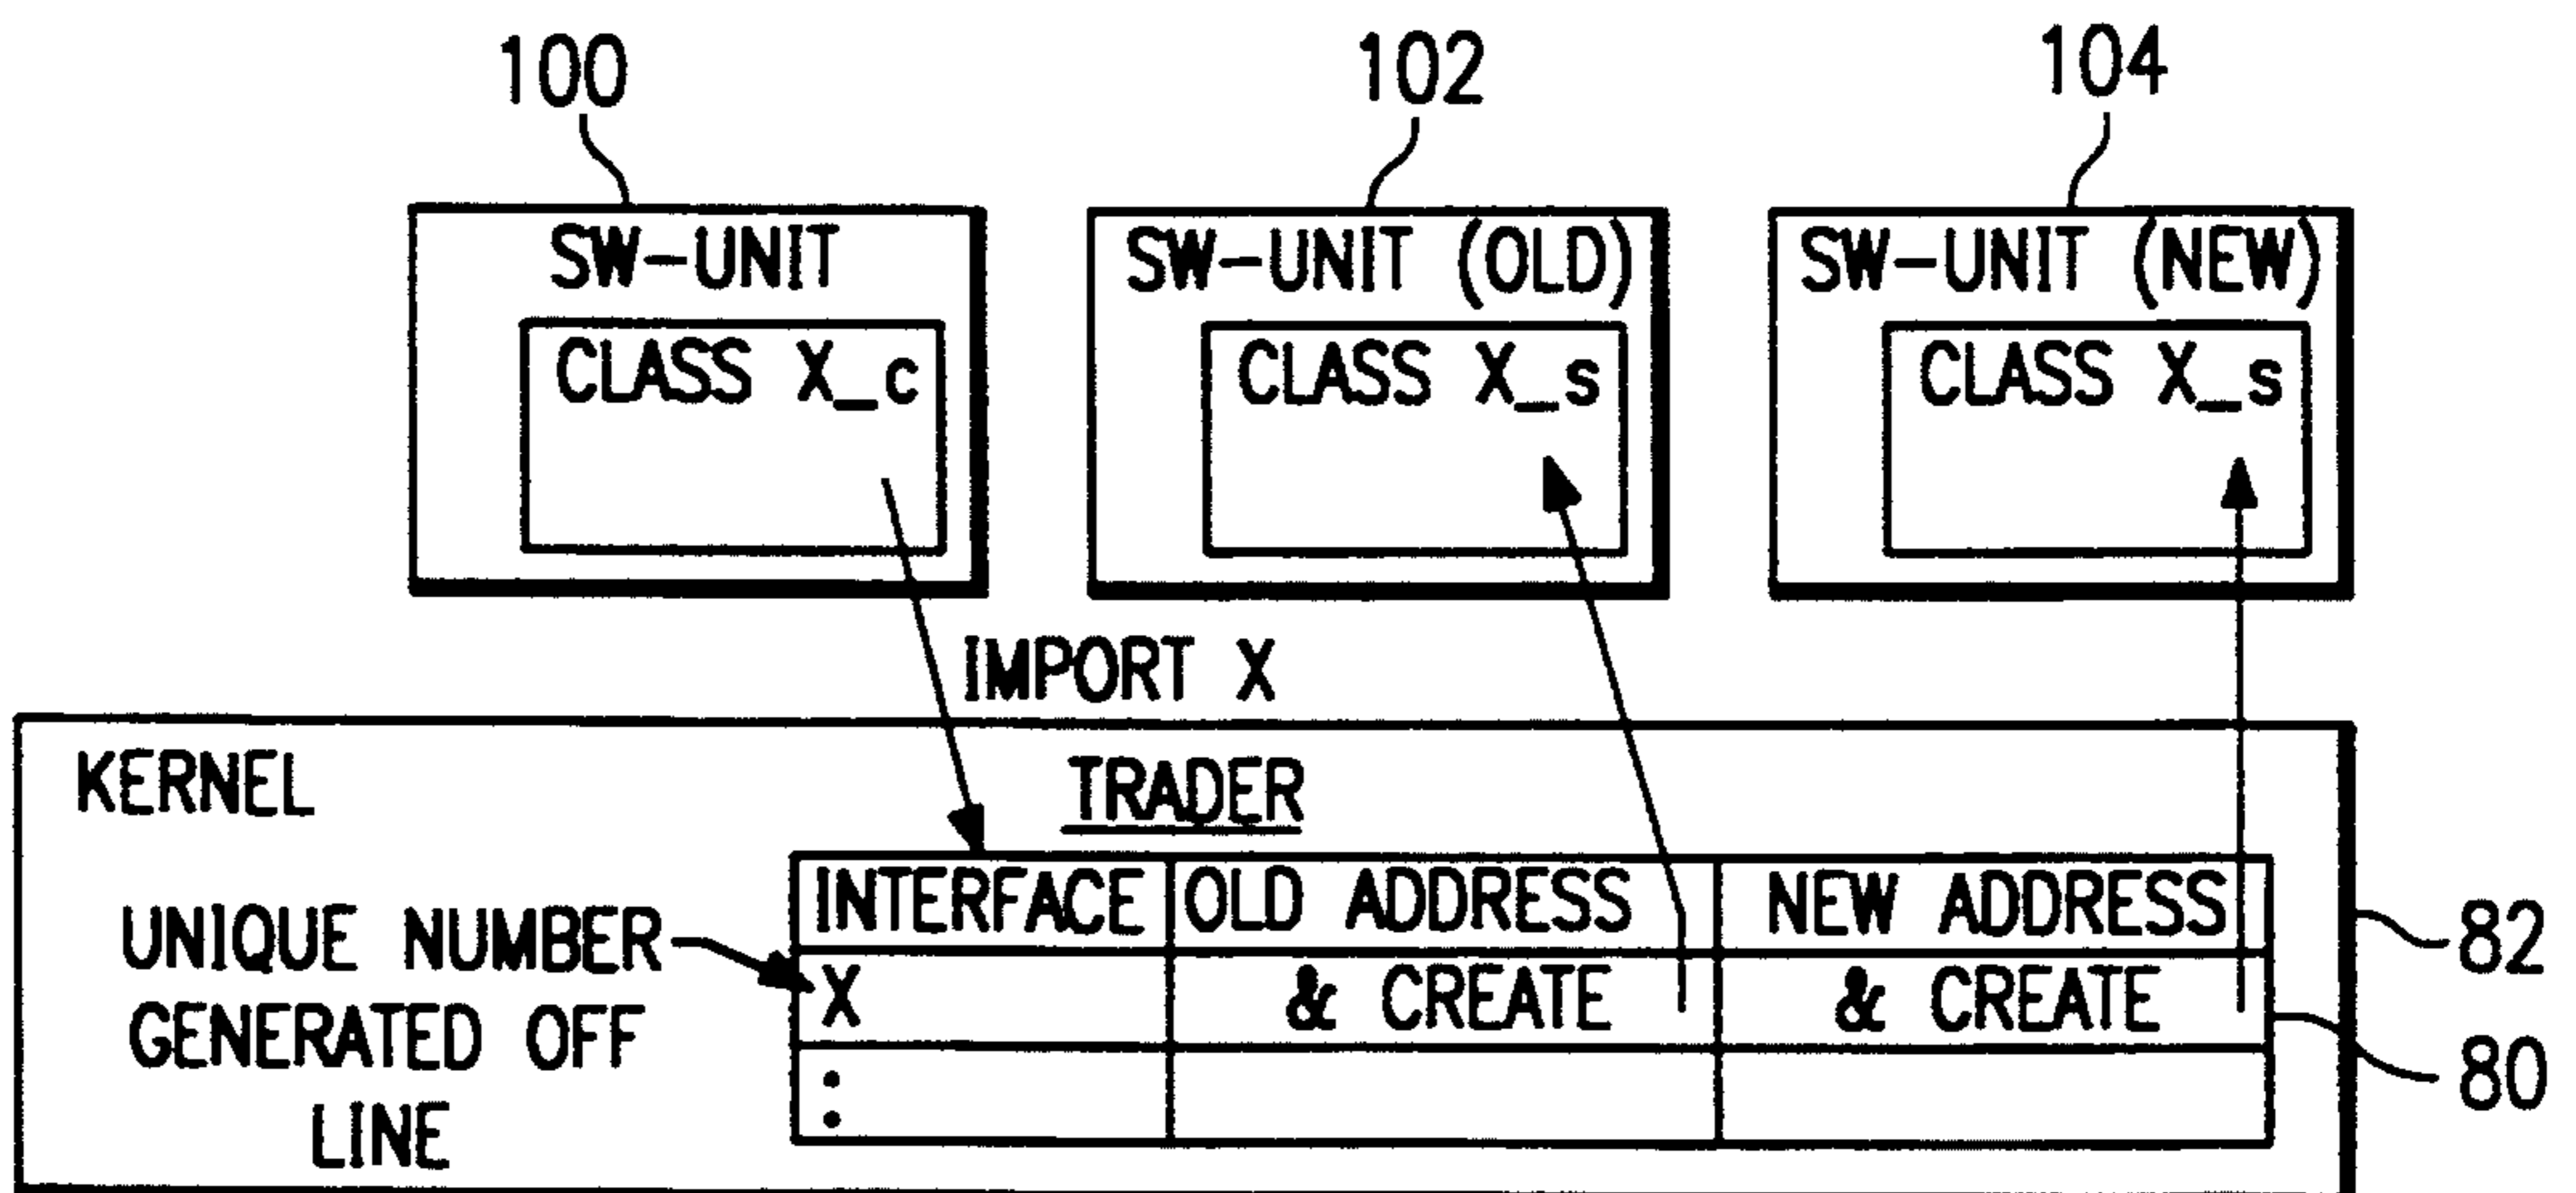 100
102
104
SW-UNIT
CLASS X_c
SW-UNIT (OLD)
CLASS X_s
SW-UNIT (NEW)
CLASS X_s
IMPORT X
KERNEL
TRADER
UNIQUE NUMBER
GENERATED OFF
LINE
INTERFACE OLD ADDRESS NEW ADDRESS
X & CREATE & CREATE
:
82
80